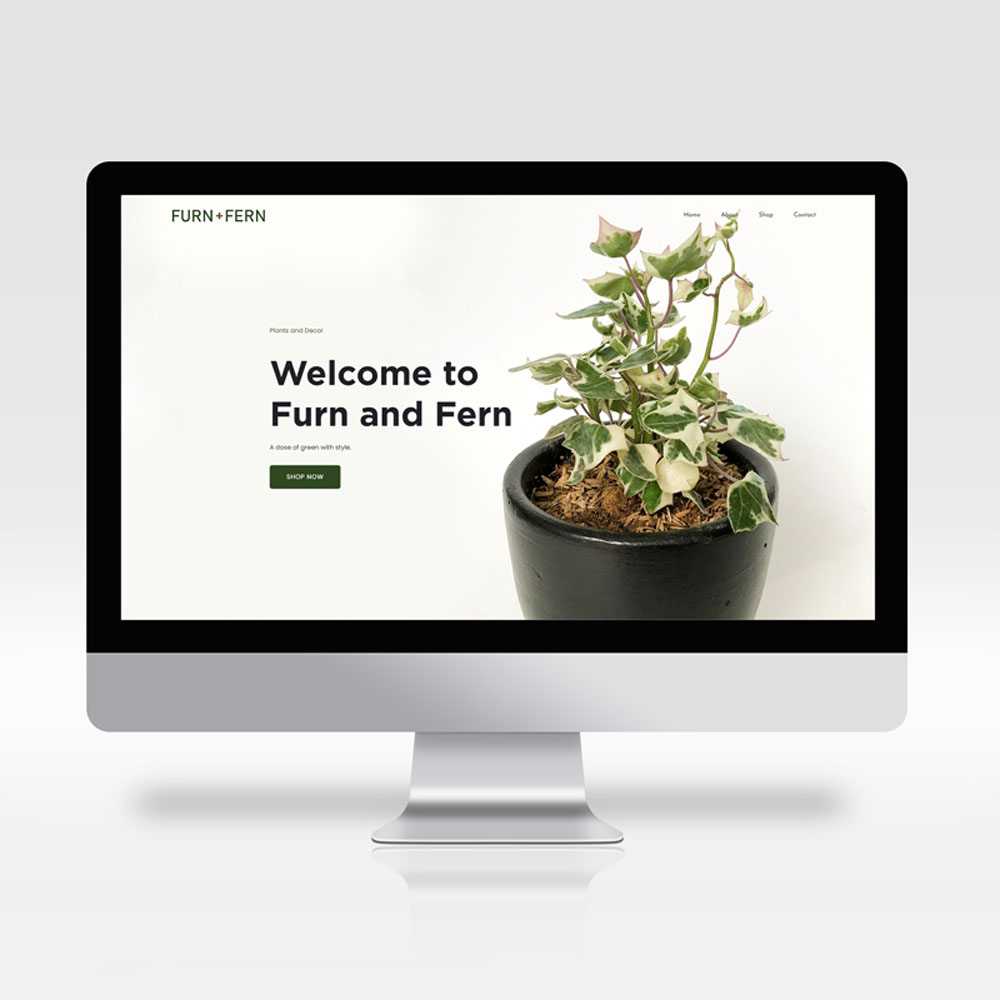 FURN+FERN
Home About Shop Contact
Plants and Decor
Welcome to
Furn and Fern
A dose of green with style.
SHOP NOW